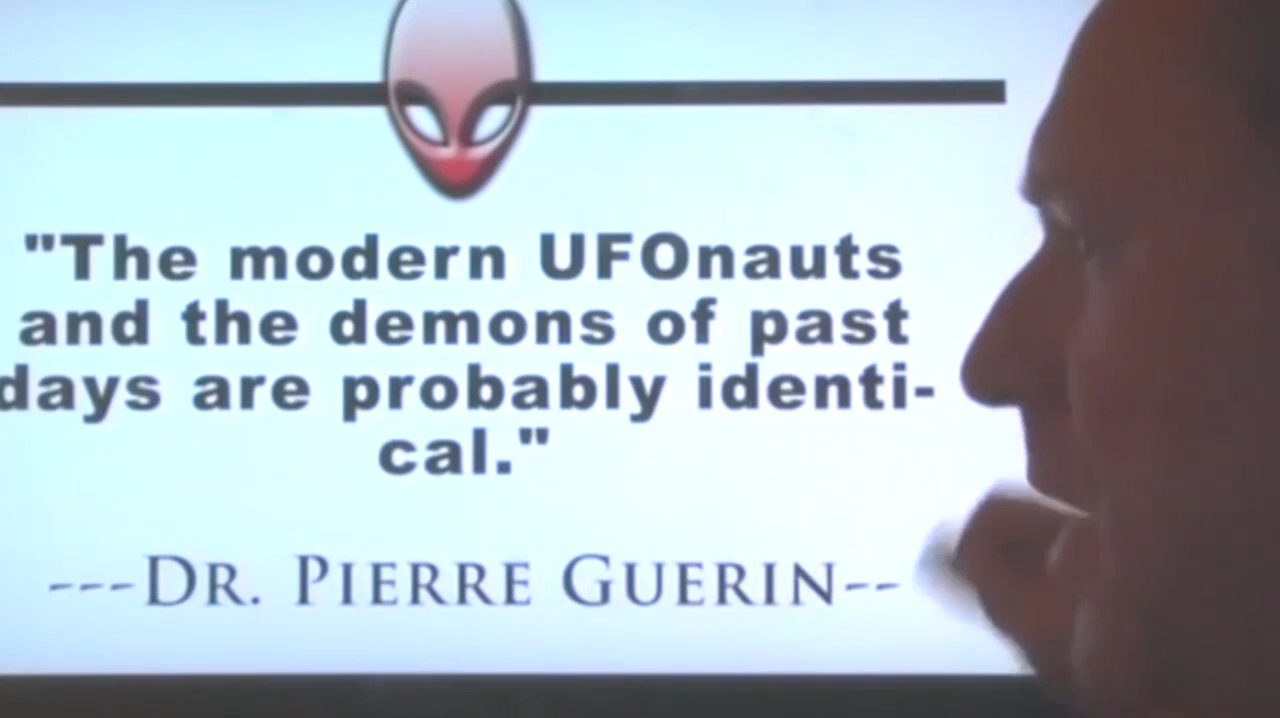 "The modern UFOnauts
and the demons of past
days are probably identi-
cal."
---DR. PIERRE GUERIN--